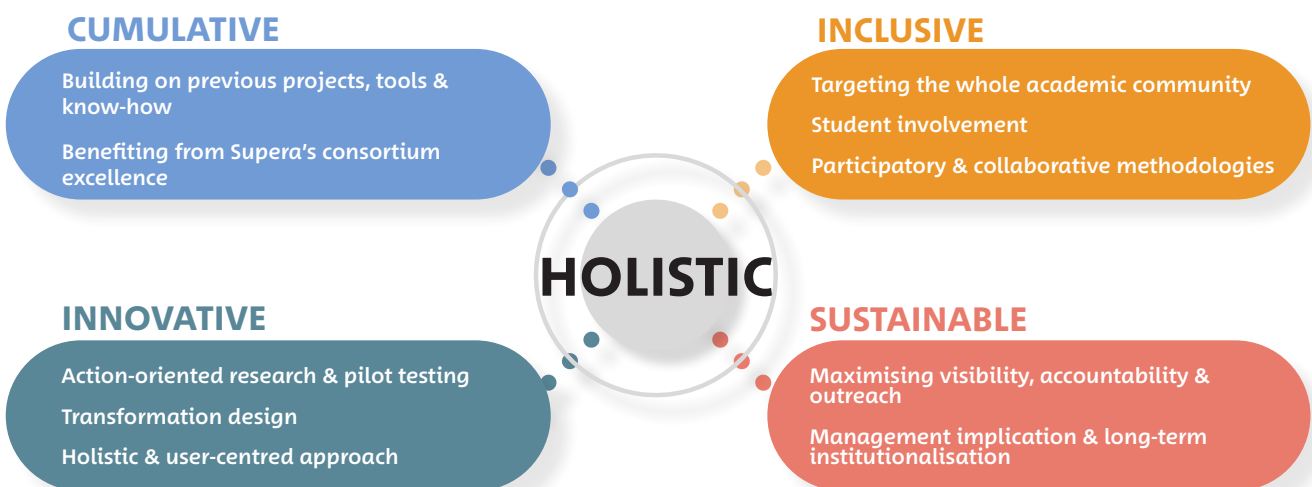 CUMULATIVE
Building on previous projects, tools &
know-how
Benefiting from Supera's consortium
excellence
INCLUSIVE
Targeting the whole academic community
Student involvement
Participatory & collaborative methodologies
HOLISTIC
INNOVATIVE
Action-oriented research & pilot testing
Transformation design
Holistic & user-centred approach
SUSTAINABLE
Maximising visibility, accountability &
outreach
Management implication & long-term
institutionalisation